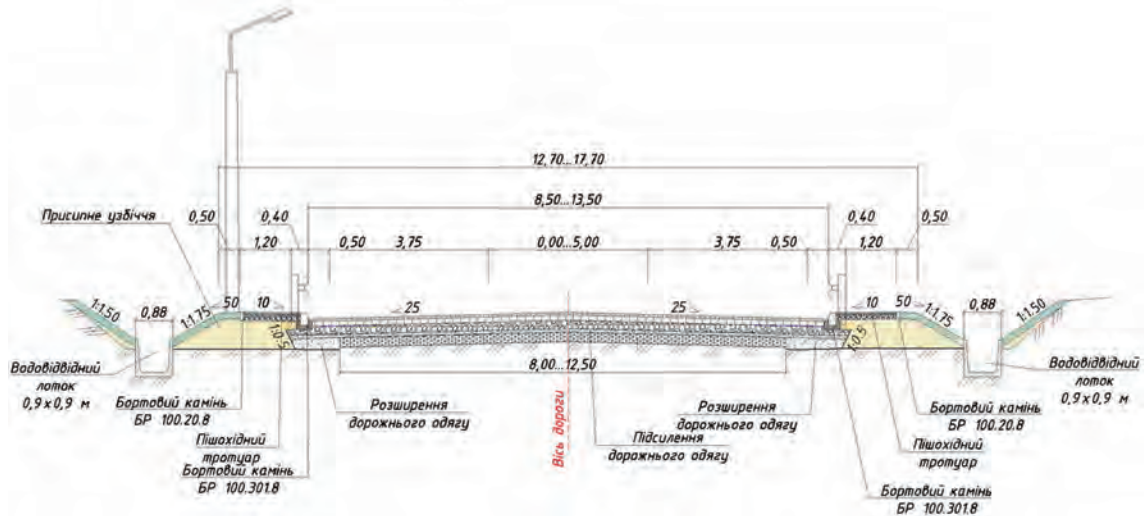 12,70...17,70
8,50...13,50
Присипне узбіччя
0,50
0,40
0,40
0,50
1,20
0,50
3,75
0,00...5,00
3,75
0,50
1,20
1:1.50
0,88
1:1.75
50
10
25
25
10
50
1:1.75
0,88
1:1.50
1:0.5
1:0.5
8,00...12,50
Водовідвідний
лоток
0,9 х 0,9 м
Бортовий камінь
БР 100.20.8
Пішохідний
тротуар
Бортовий камінь
БР 100.301.8
Розширення
дорожнього одягу
Вісь дороги
Підсилення
дорожнього одягу
Розширення
дорожнього одягу
Водовідвідний
лоток
0,9 х 0,9 м
Бортовий камінь
БР 100.20.8
Пішохідний
тротуар
Бортовий камінь
БР 100.301.8